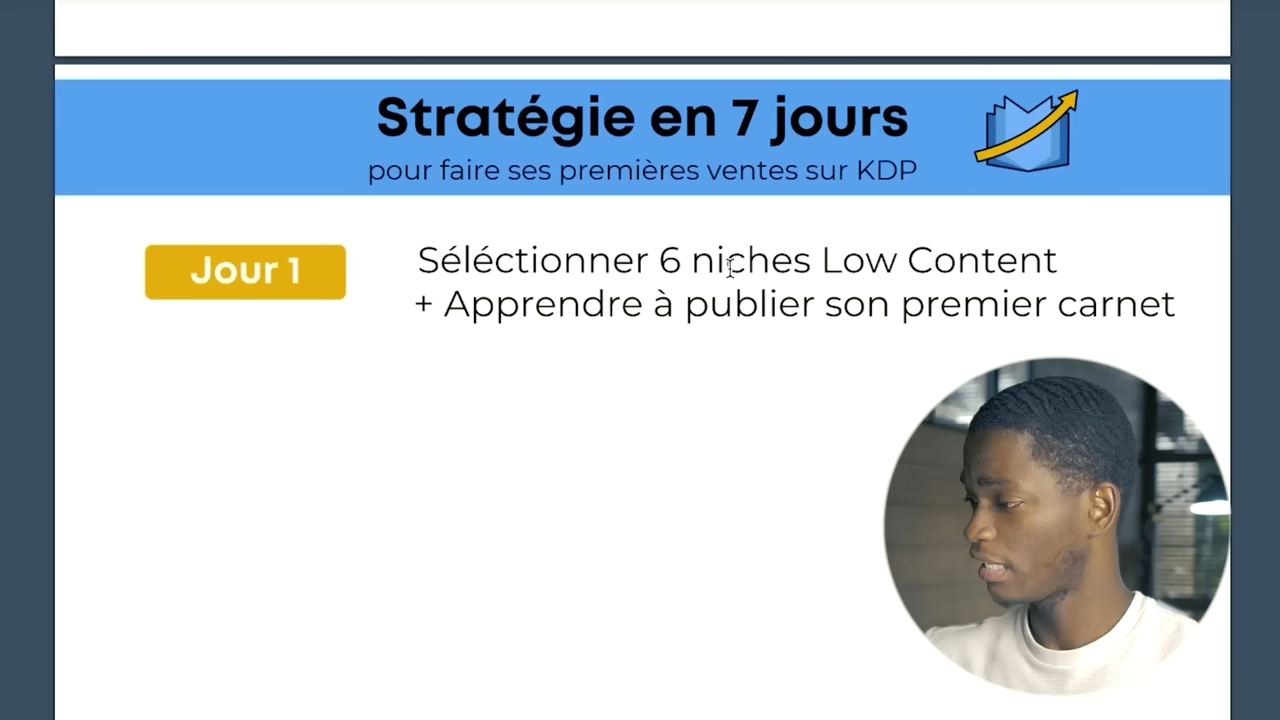 Stratégie en 7 jours
pour faire ses premières ventes sur KDP
Jour 1
Séléctionner 6 niches Low Content
+ Apprendre à publier son premier carnet